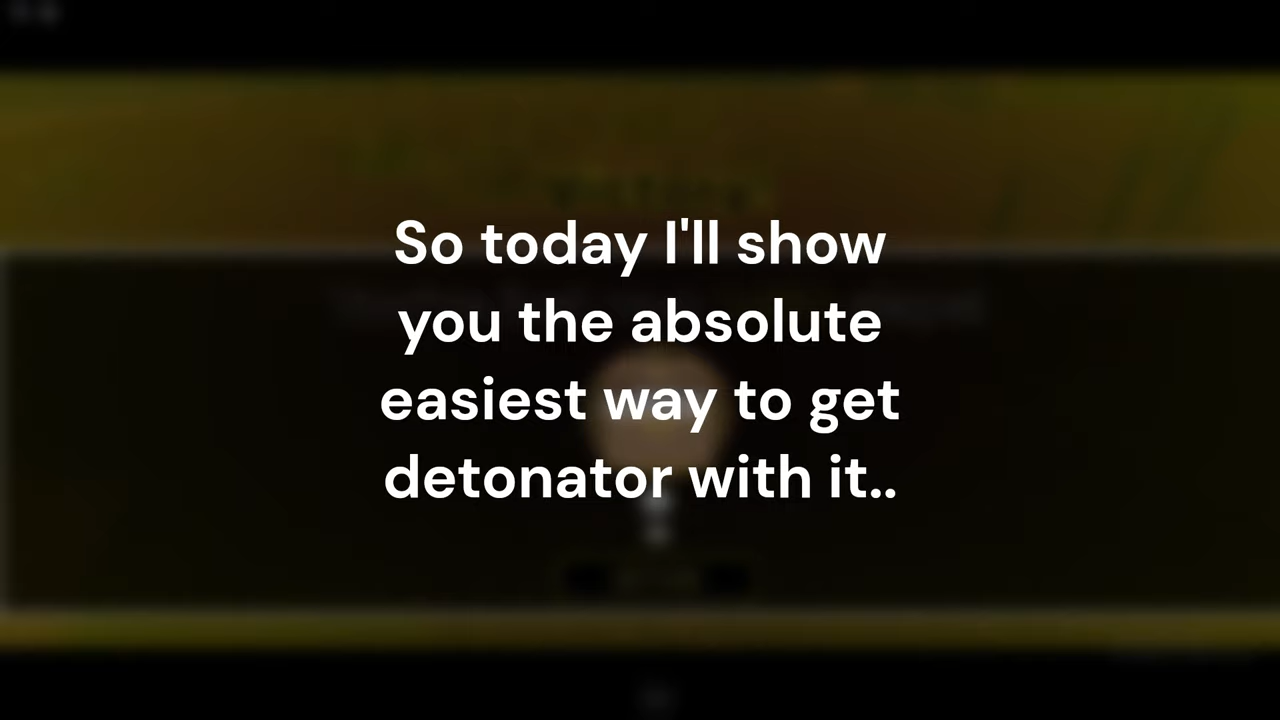 So today I'll show
you the absolute
easiest way to get
detonator with it..